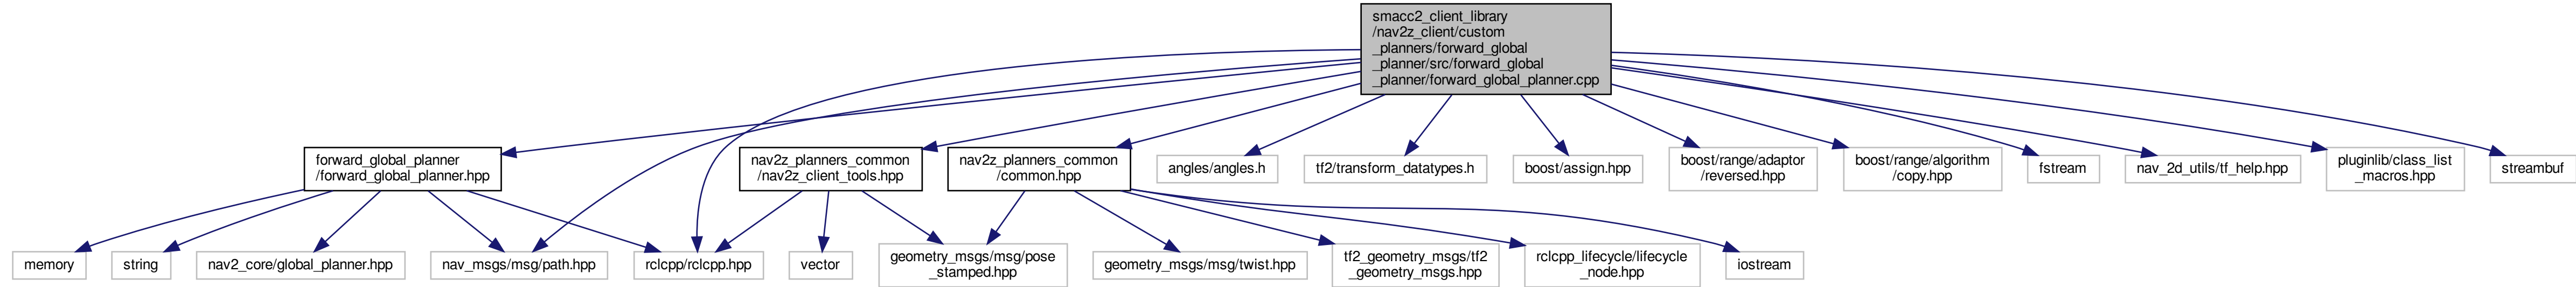 smacc2_client_library
/nav2z_client/custom
_planners/forward_global
_planner/src/forward_global
_planner/forward_global_planner.cpp
forward_global_planner
/forward_global_planner.hpp
nav2z_planners_common
/nav2z_client_tools.hpp
nav2z_planners_common
/common.hpp
angles/angles.h
tf2/transform_datatypes.h
boost/assign.hpp
boost/range/adaptor
/reversed.hpp
boost/range/algorithm
/copy.hpp
fstream
nav_2d_utils/tf_help.hpp
pluginlib/class_list
_macros.hpp
streambuf
memory
string
nav2_core/global_planner.hpp
nav_msgs/msg/path.hpp
rclcpp/rclcpp.hpp
vector
geometry_msgs/msg/pose
_stamped.hpp
geometry_msgs/msg/twist.hpp
tf2_geometry_msgs/tf2
_geometry_msgs.hpp
rclcpp_lifecycle/lifecycle
_node.hpp
iostream